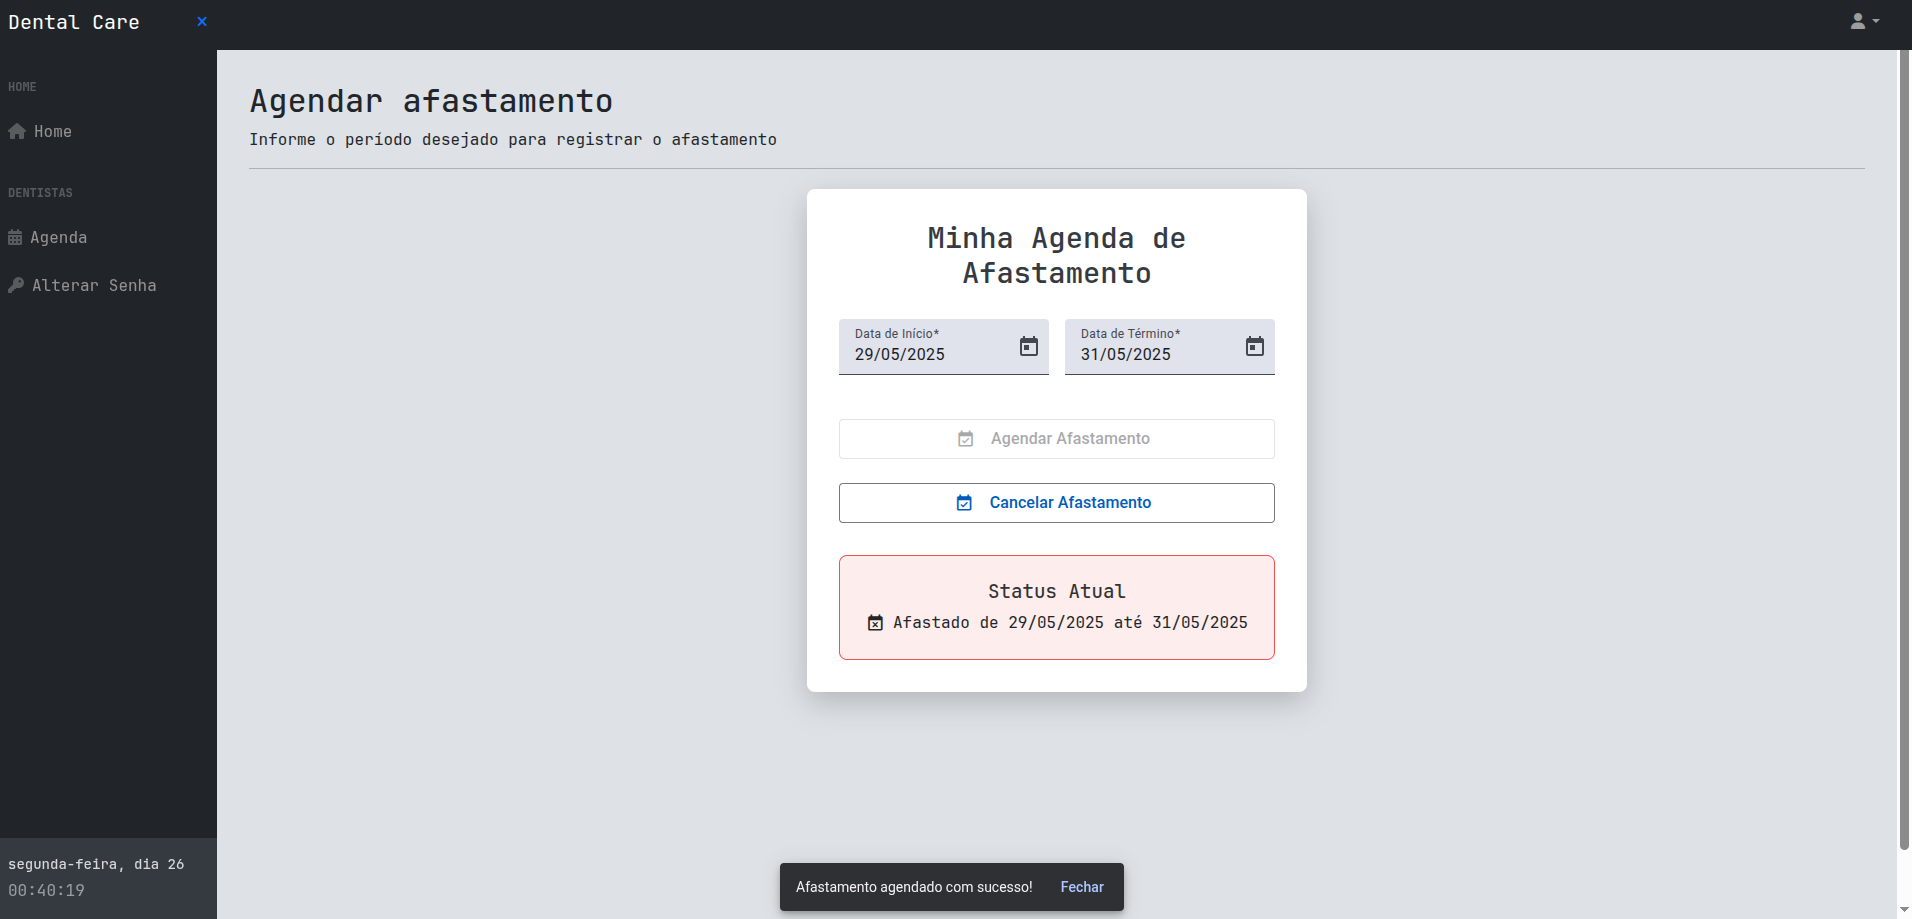 Dental Care
HOME
Home
DENTISTAS
Agenda
Alterar Senha
segunda-feira, dia 26
00:40:19
Agendar afastamento
Informe o período desejado para registrar o afastamento
Minha Agenda de
Afastamento
Data de Início*
29/05/2025
Data de Término*
31/05/2025
Agendar Afastamento
Cancelar Afastamento
Status Atual
Afastado de 29/05/2025 até 31/05/2025
Afastamento agendado com sucesso! Fechar